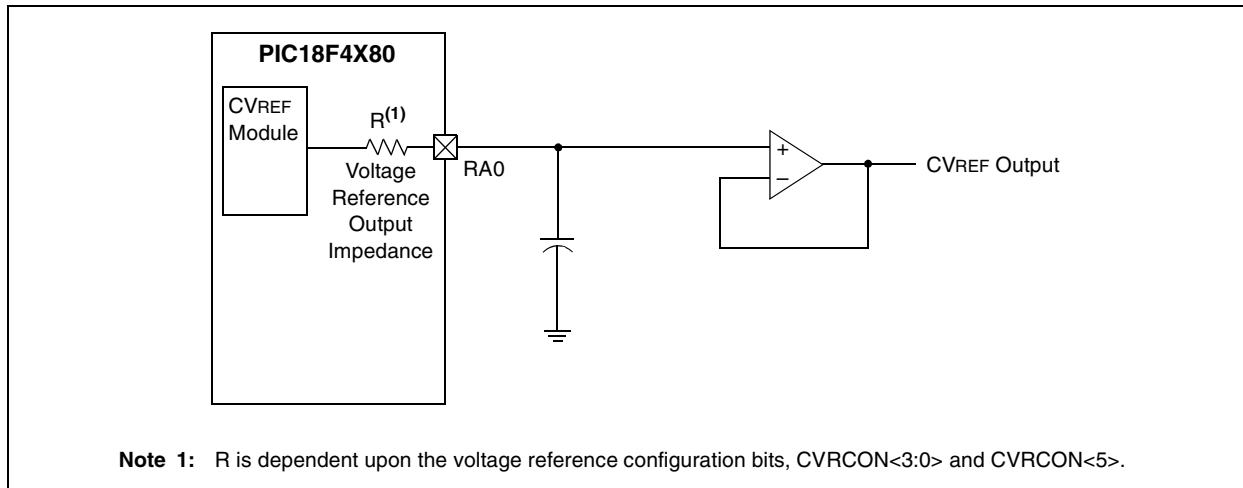 PIC18F4X80
CVREF
Module
R(1)
Voltage
Reference
Output
Impedance
RA0
+
–
CVREF Output
Note 1: R is dependent upon the voltage reference configuration bits, CVRCON<3:0> and CVRCON<5>.